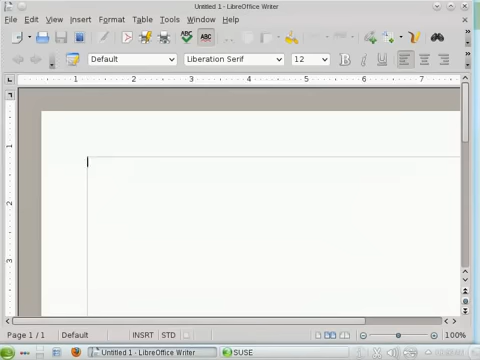 Untitled 1 - LibreOffice Writer
File Edit View Insert Format Table Tools Window Help
ABC ABC
Default Liberation Serif 12
1 2 3 4 5 6 7
1
2
3
Page 1 / 1 Default INSRT STD 100%
Untitled 1 - LibreOffice Writer SUSE